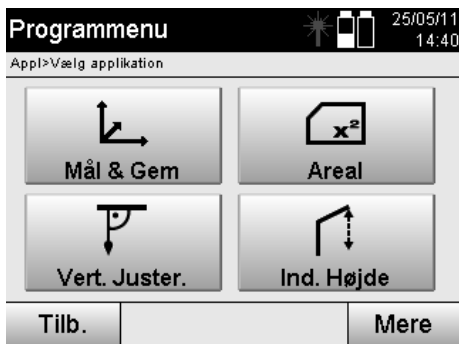 Programmenu
25/05/11
14:40
Appl>Vælg applikation
Mål & Gem
x²
Areal
Vert. Juster.
Ind. Højde
Tilb.
Mere